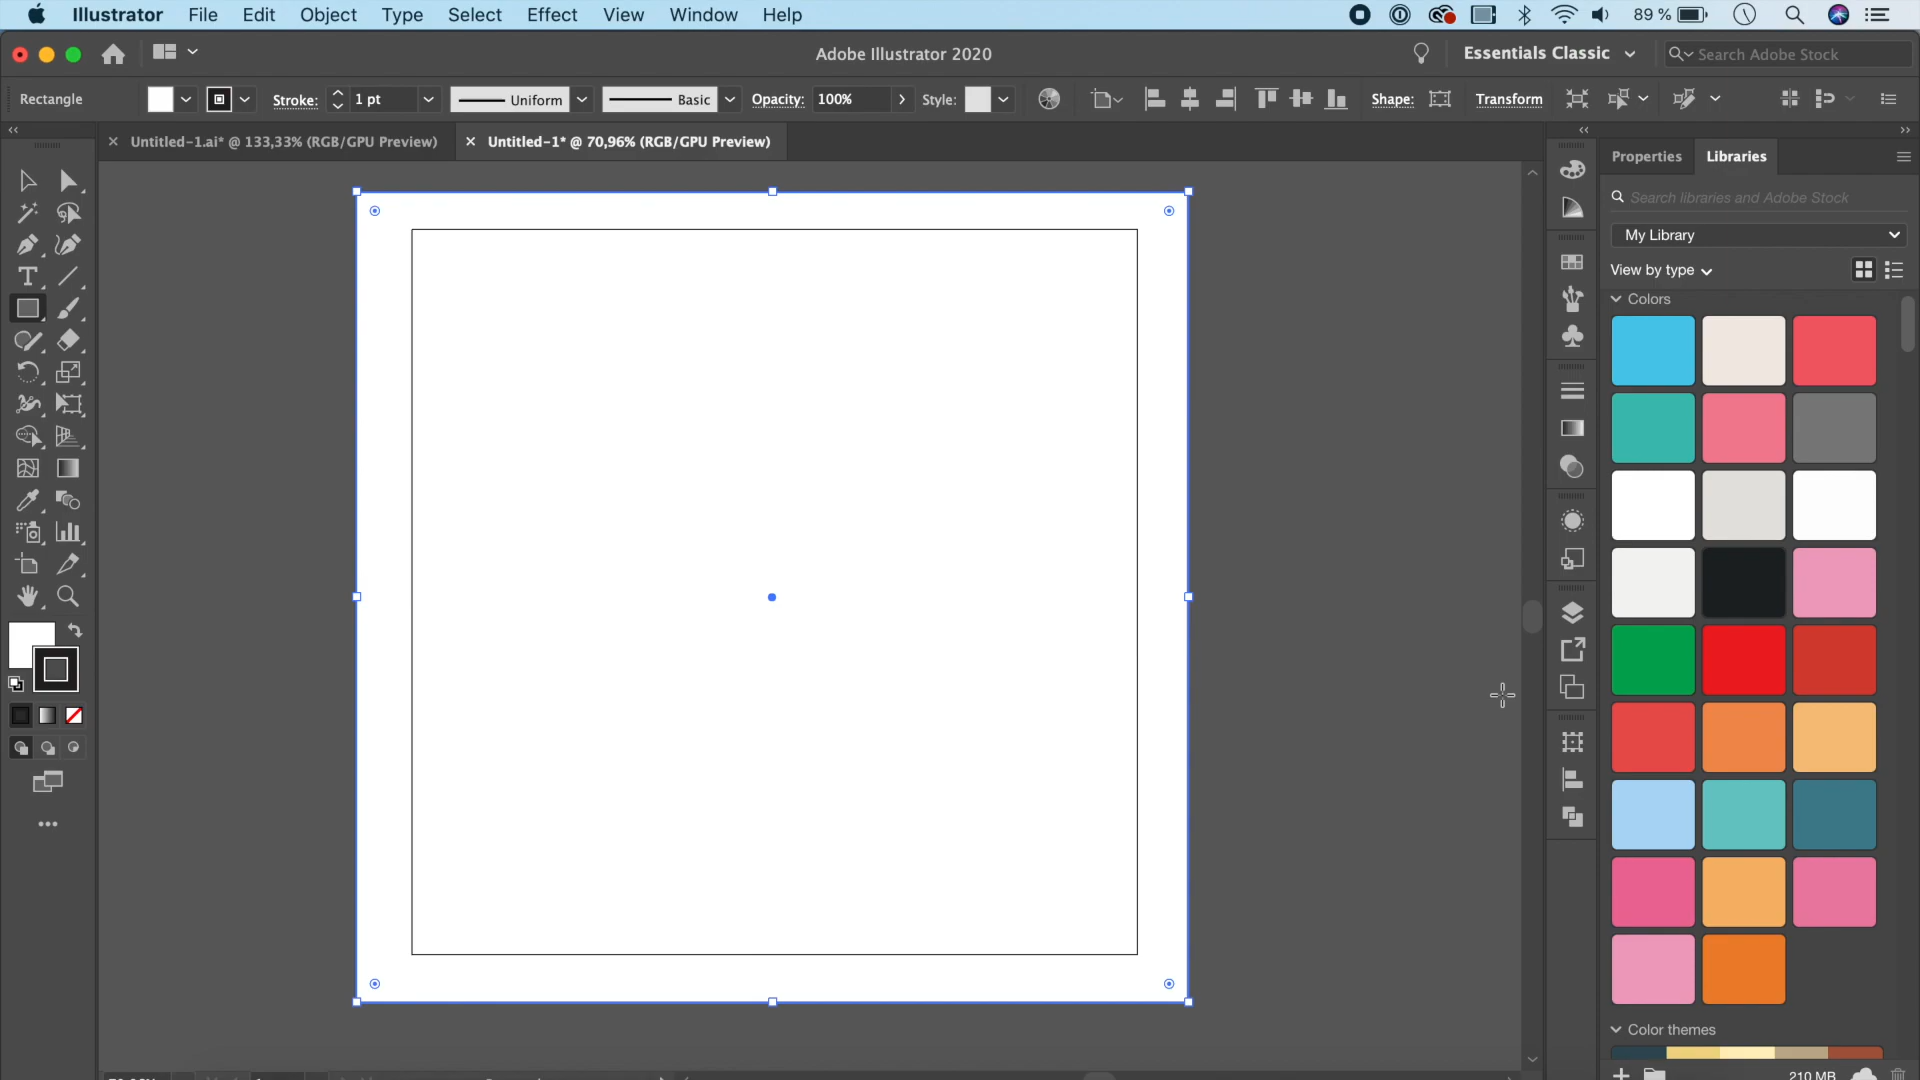 Illustrator File Edit Object Type Select Effect View Window Help
89 %
Adobe Illustrator 2020
Essentials Classic
Search Adobe Stock
Rectangle
Stroke: 1 pt
Uniform
Basic
Opacity: 100%
Style:
Shape:
Transform
Untitled-1.ai* @ 133,33% (RGB/GPU Preview)
Untitled-1* @ 70,96% (RGB/GPU Preview)
Properties
Libraries
Search libraries and Adobe Stock
My Library
View by type
Colors
Color themes
210 MB